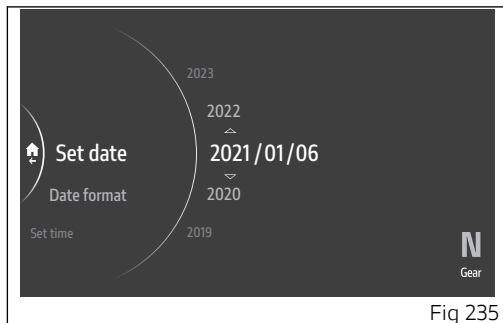 2023
2022
Set date
2021/01/06
Date format
2020
Set time
2019
N
Gear
Fig 235